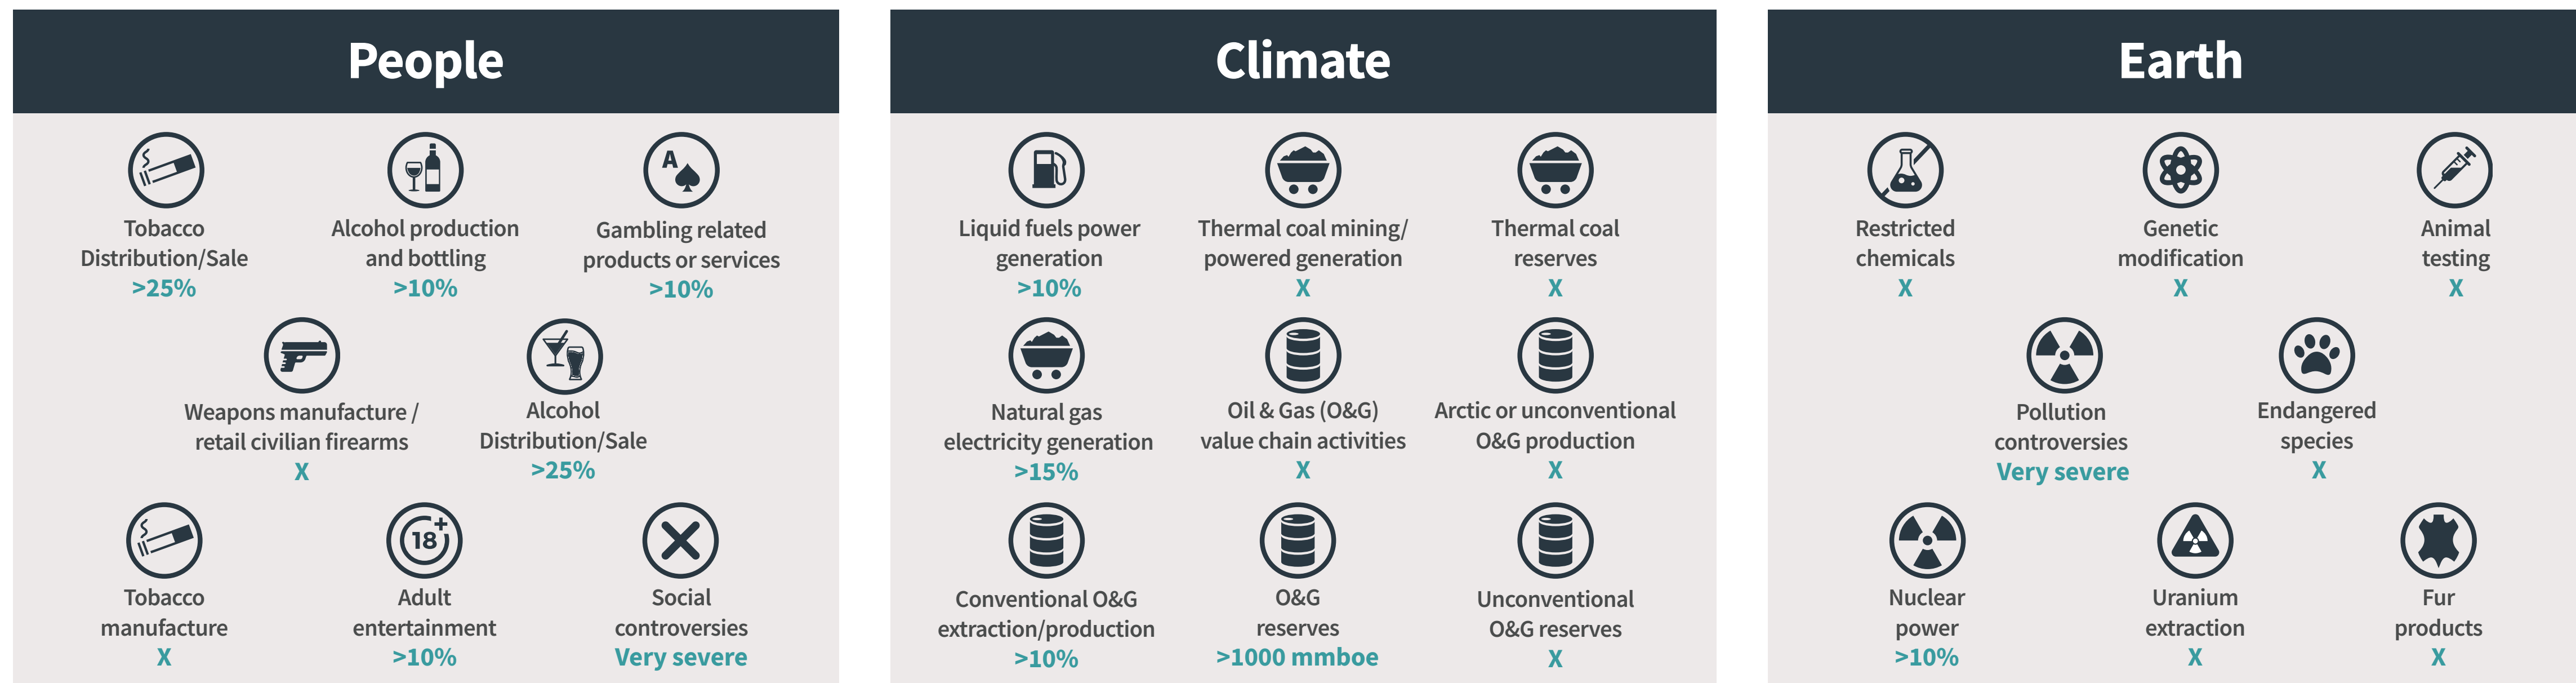 People
A
Tobacco
Distribution/Sale
>25%
Alcohol production
and bottling
>10%
Gambling related
products or services
>10%
Weapons manufacture /
retail civilian firearms
X
Alcohol
Distribution/Sale
>25%
18+
Tobacco
manufacture
X
Adult
entertainment
>10%
Social
controversies
Very severe
Climate
Liquid fuels power
generation
>10%
Thermal coal mining/
powered generation
X
Thermal coal
reserves
X
Natural gas
electricity generation
>15%
Oil & Gas (O&G)
value chain activities
X
Arctic or unconventional
O&G production
X
Conventional O&G
extraction/production
>10%
O&G
reserves
>1000 mmboe
Unconventional
O&G reserves
X
Earth
Restricted
chemicals
X
Genetic
modification
X
Animal
testing
X
Pollution
controversies
Very severe
Endangered
species
X
Nuclear
power
>10%
Uranium
extraction
X
Fur
products
X